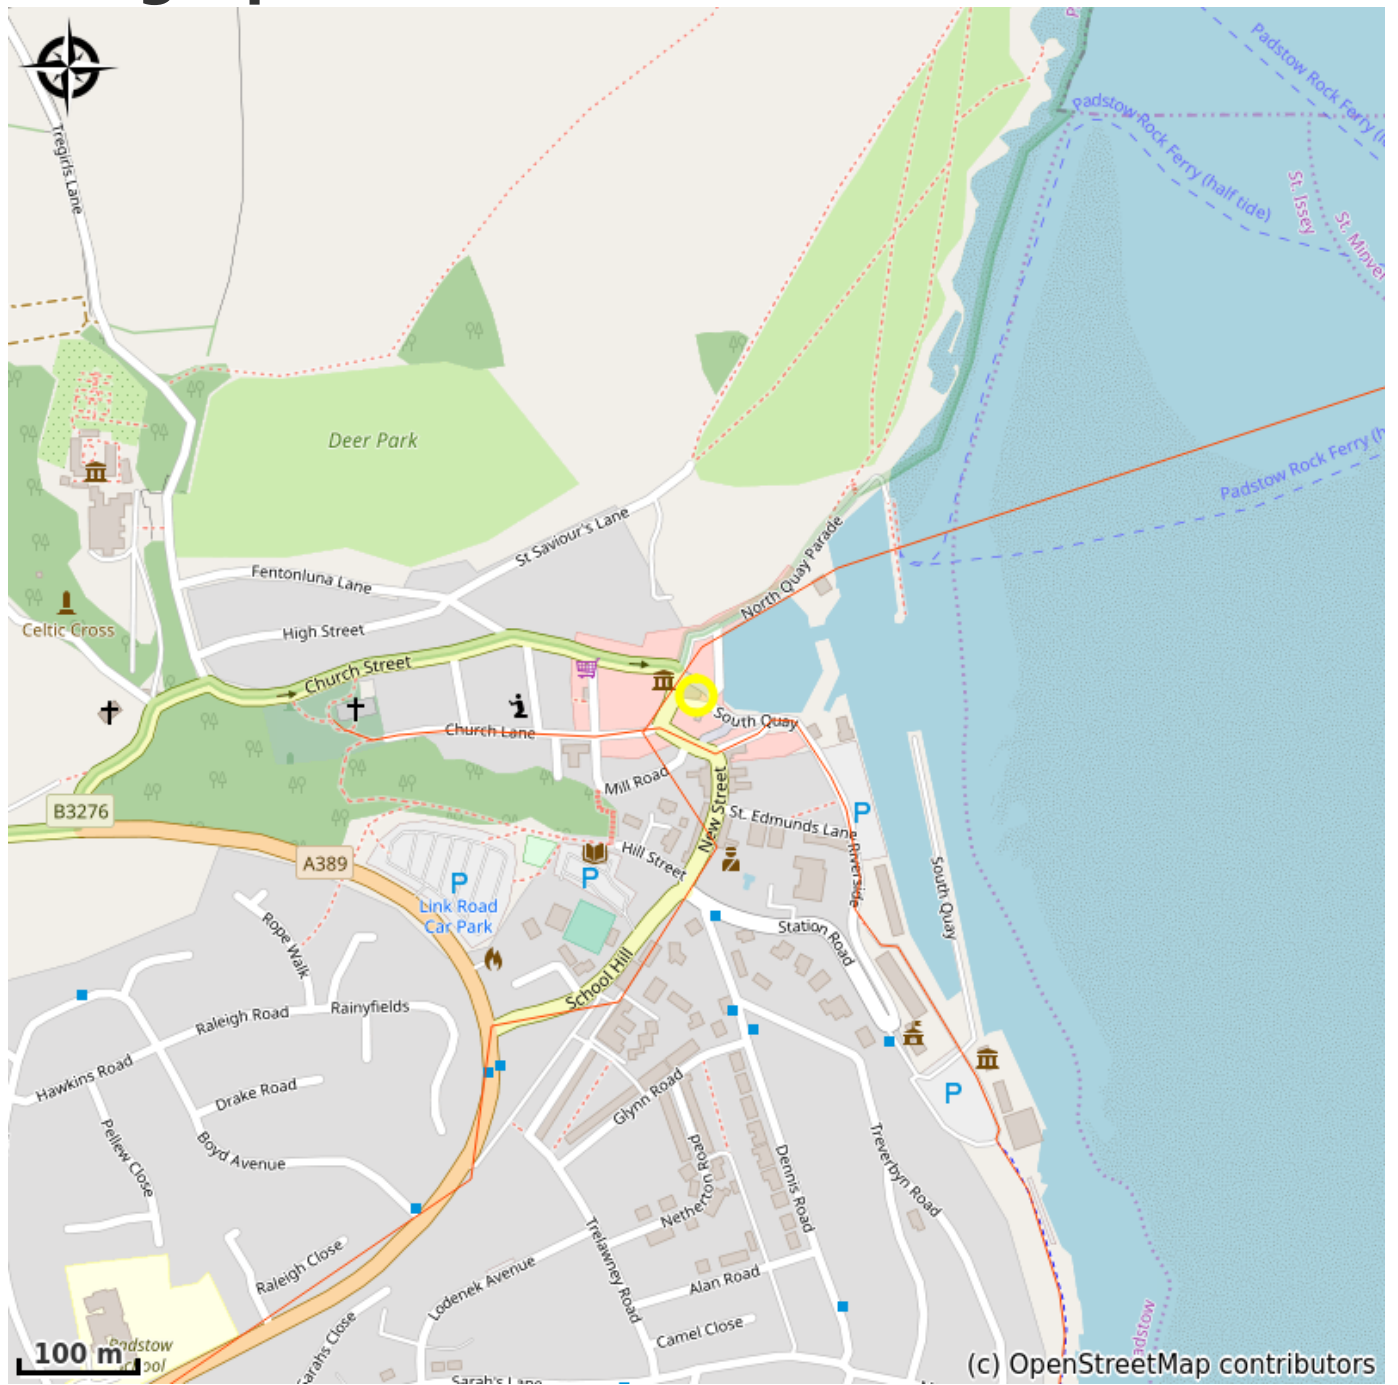 Padstow Rock Ferry (half tide)
St. Issey
Tregirls Lane
Deer Park
Padstow Rock Ferry
St Saviour's Lane
North Quay Parade
Fentonluna Lane
High Street
Celtic Cross
Church Street
South Quay
Church Lane
Mill Road
B3276
New Street
St. Edmunds Lane
P
A389
Hill Street
Riverside
P
P
Link Road
Car Park
South Quay
Rope Walk
Station Road
School Hill
Rainyfields
Raleigh Road
Hawkins Road
Drake Road
Glynn Road
P
Pellew Close
Boyd Avenue
Netherton Road
Dennis Road
Treverbyn Road
Netherton
Trelawney Road
Raleigh Close
Lodenek Avenue
Alan Road
Camel Close
Padstow
School
Sarahs Close
Sarah's Lane
100 m
(c) OpenStreetMap contributors